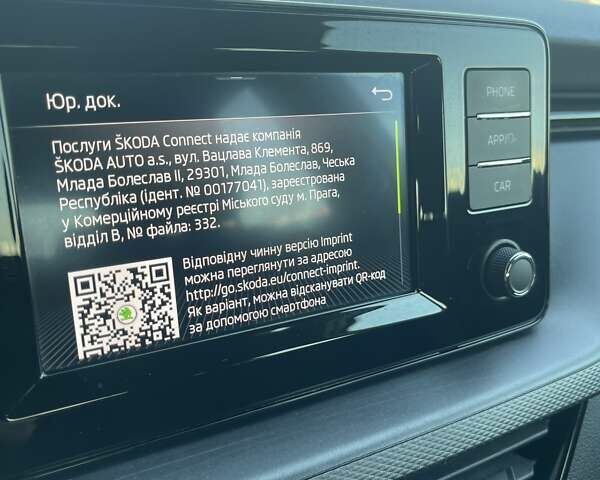 Юр. док.
Послуги ŠKODA Connect надає компанія
ŠKODA AUTO a.s., вул. Вацлава Клемента, 869,
Млада Болеслав II, 29301, Млада Болеслав, Чеська
Республіка (ідент. № 00177041), зареєстрована
у Комерційному реєстрі Міського суду м. Прага,
відділ B, № файла: 332.
Відповідну чинну версію Imprint
можна переглянути за адресою
http://go.skoda.eu/connect-imprint.
Як варіант, можна відсканувати QR-код
за допомогою смартфона
PHONE
APP/
CAR